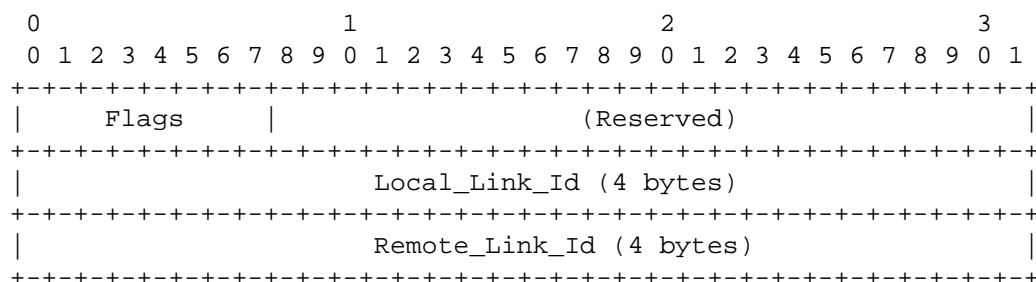 0                   1                   2                   3
 0 1 2 3 4 5 6 7 8 9 0 1 2 3 4 5 6 7 8 9 0 1 2 3 4 5 6 7 8 9 0 1
+-+-+-+-+-+-+-+-+-+-+-+-+-+-+-+-+-+-+-+-+-+-+-+-+-+-+-+-+-+-+-+-+
|     Flags     |                   (Reserved)                  |
+-+-+-+-+-+-+-+-+-+-+-+-+-+-+-+-+-+-+-+-+-+-+-+-+-+-+-+-+-+-+-+-+
|                      Local_Link_Id (4 bytes)                  |
+-+-+-+-+-+-+-+-+-+-+-+-+-+-+-+-+-+-+-+-+-+-+-+-+-+-+-+-+-+-+-+-+
|                      Remote_Link_Id (4 bytes)                 |
+-+-+-+-+-+-+-+-+-+-+-+-+-+-+-+-+-+-+-+-+-+-+-+-+-+-+-+-+-+-+-+-+